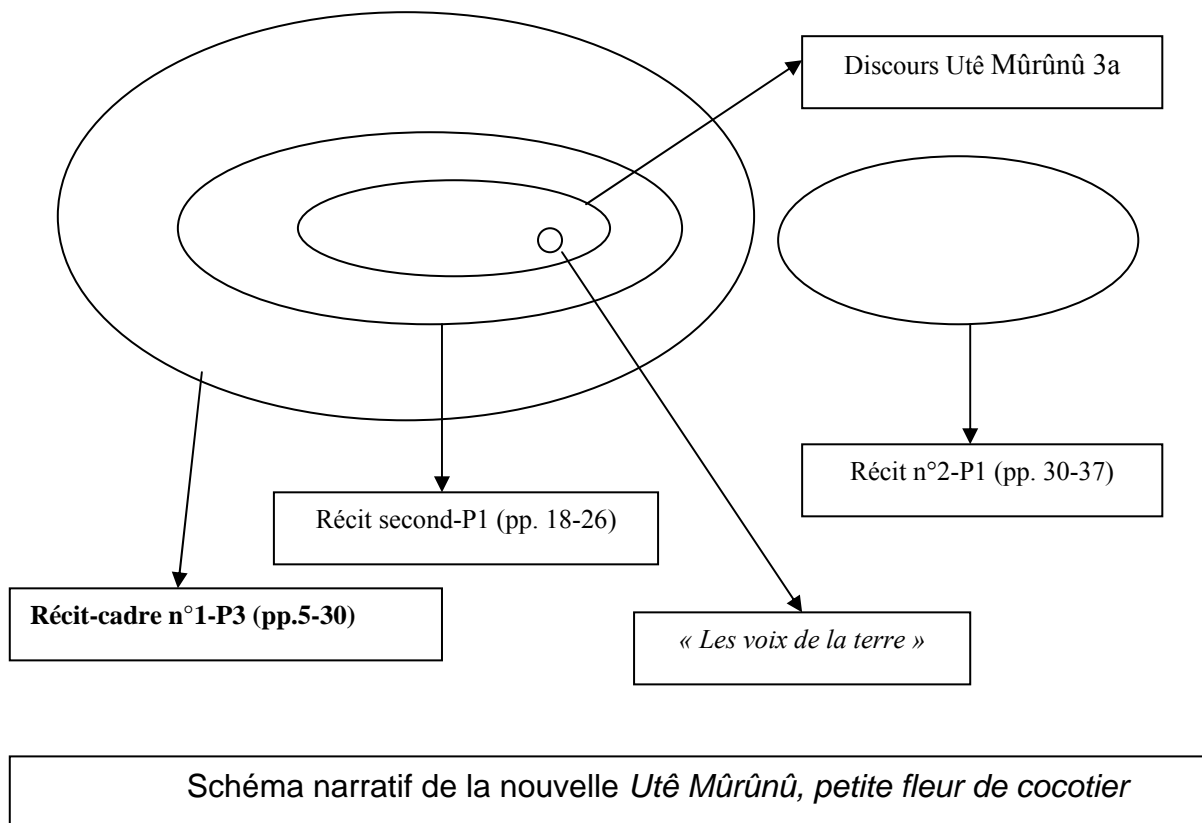 Discours Utê Mûrûnû 3a
Récit n°2-P1 (pp. 30-37)
Récit second-P1 (pp. 18-26)
Récit-cadre n°1-P3 (pp.5-30)
« Les voix de la terre »
Schéma narratif de la nouvelle Utê Mûrûnû, petite fleur de cocotier